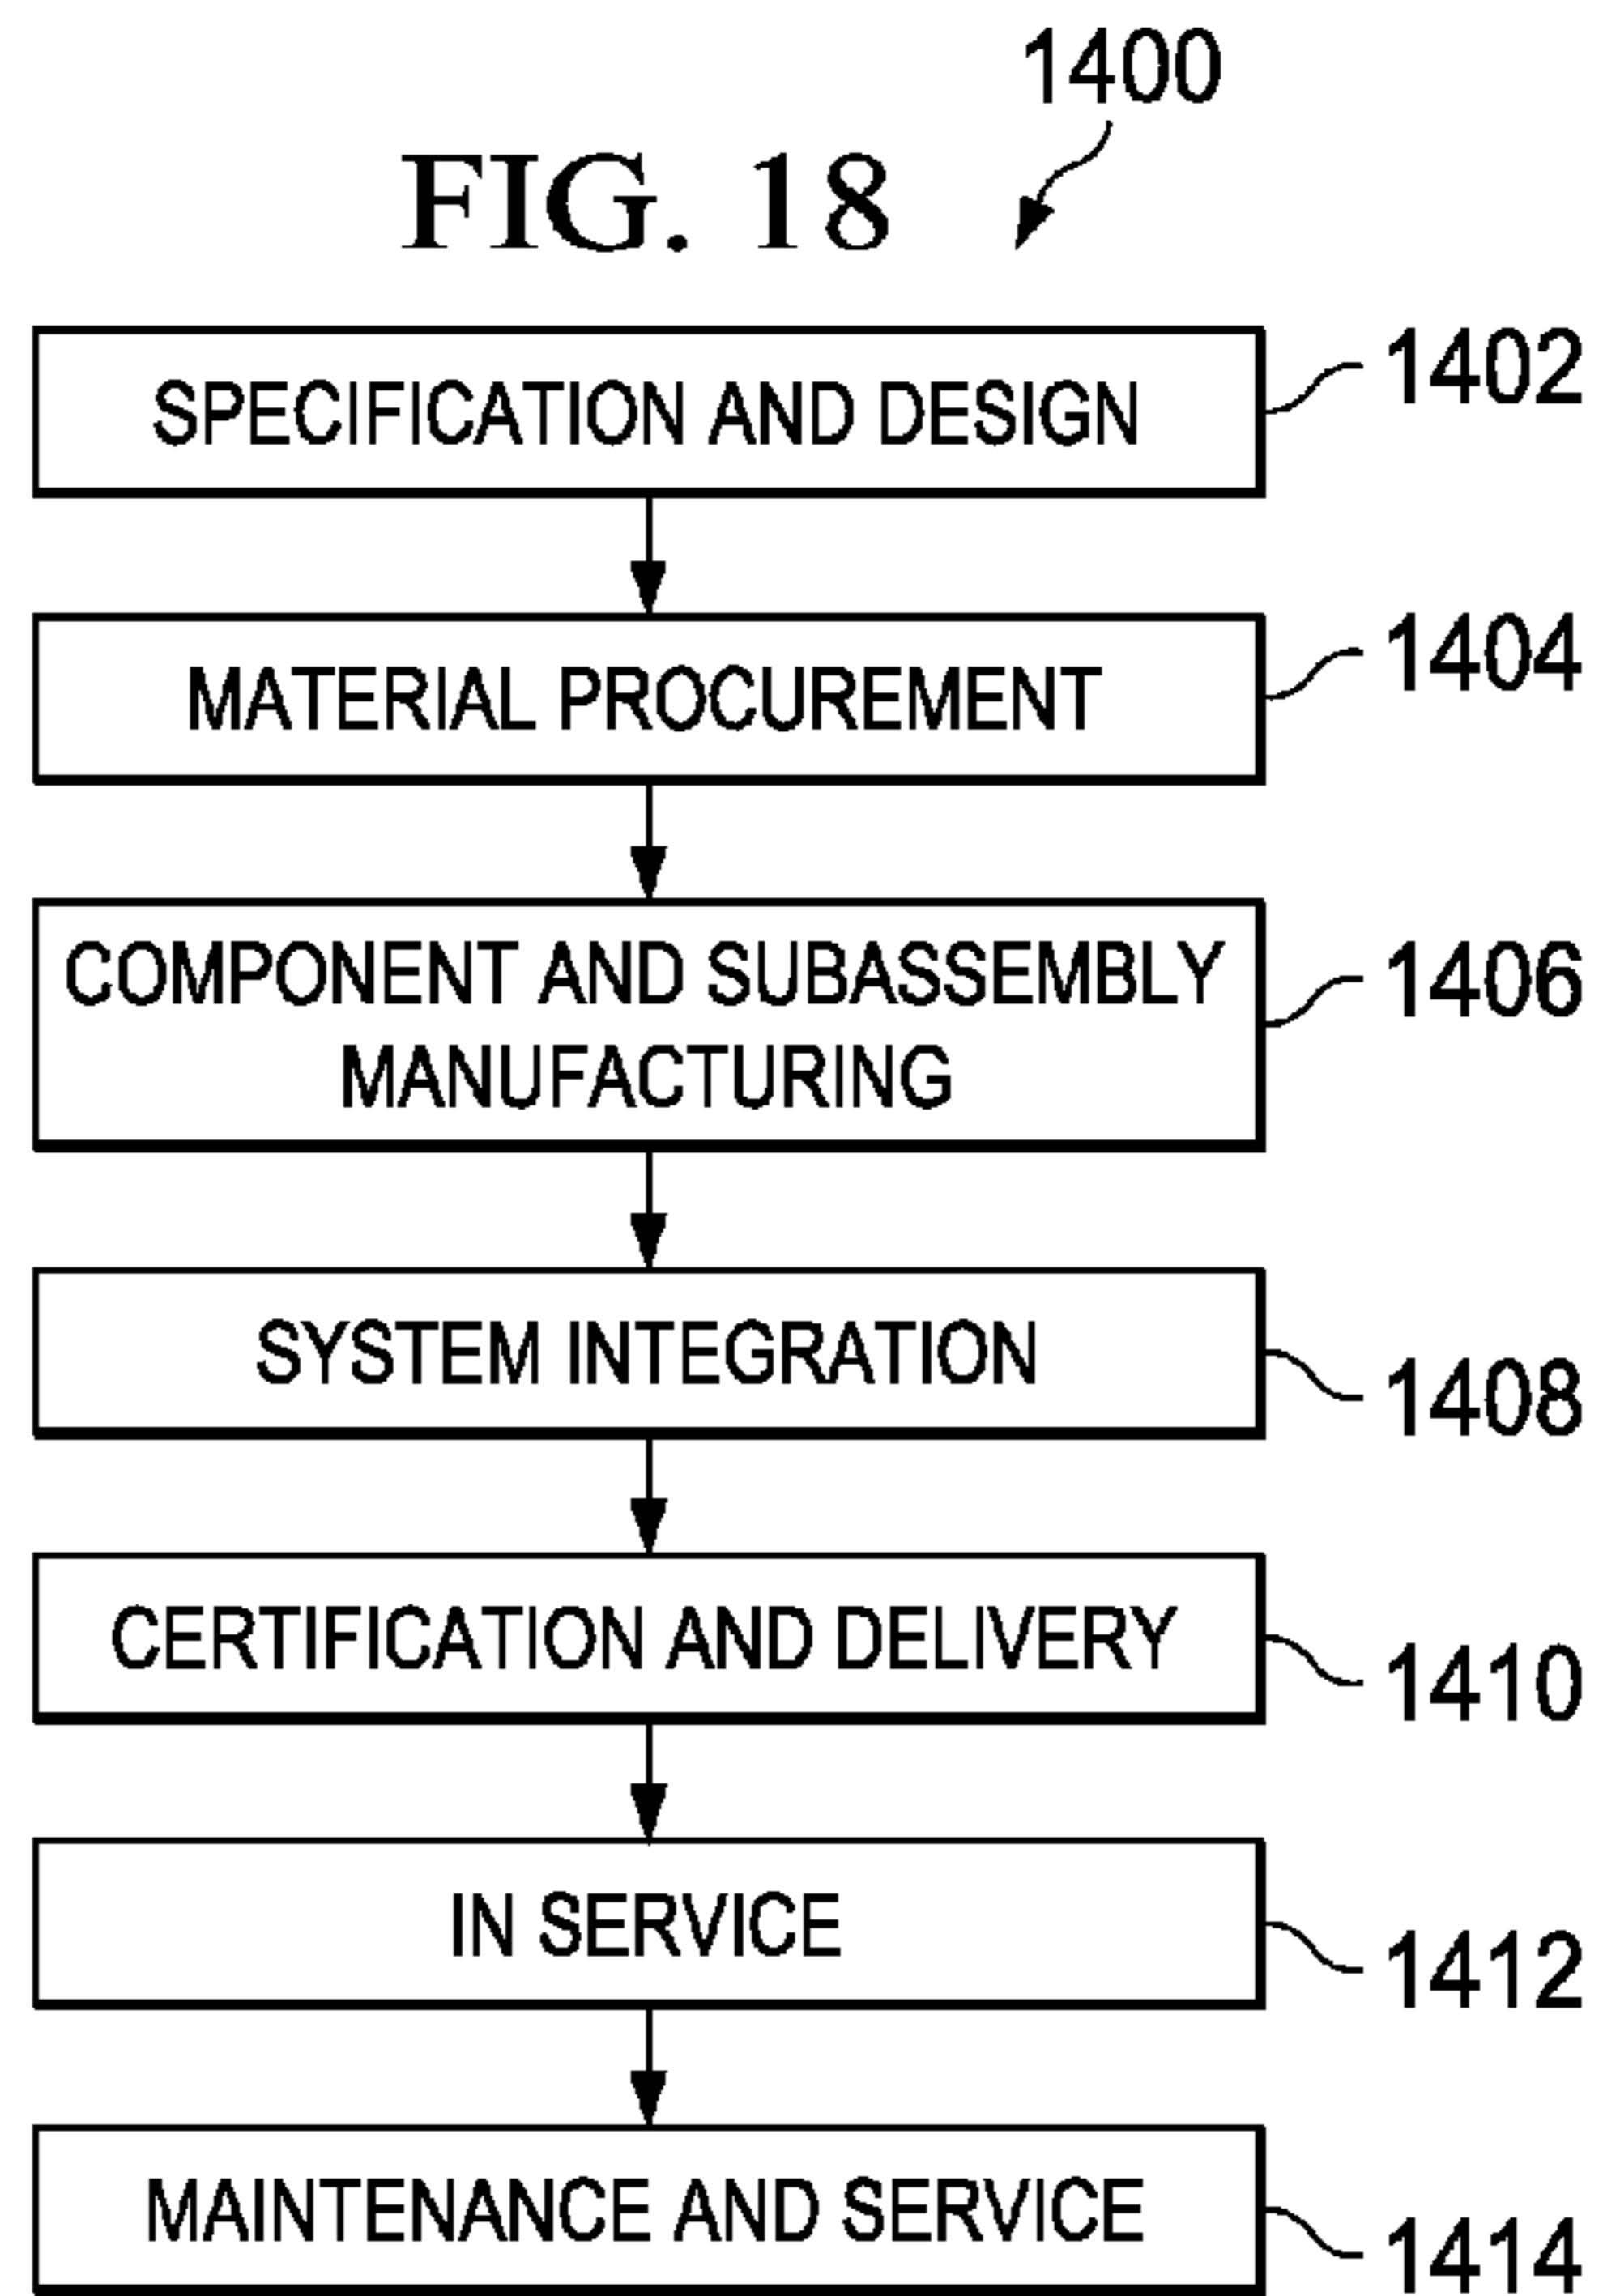 1400
FIG. 18
SPECIFICATION AND DESIGN
1402
MATERIAL PROCUREMENT
1404
COMPONENT AND SUBASSEMBLY
MANUFACTURING
1406
SYSTEM INTEGRATION
1408
CERTIFICATION AND DELIVERY
1410
IN SERVICE
1412
MAINTENANCE AND SERVICE
1414